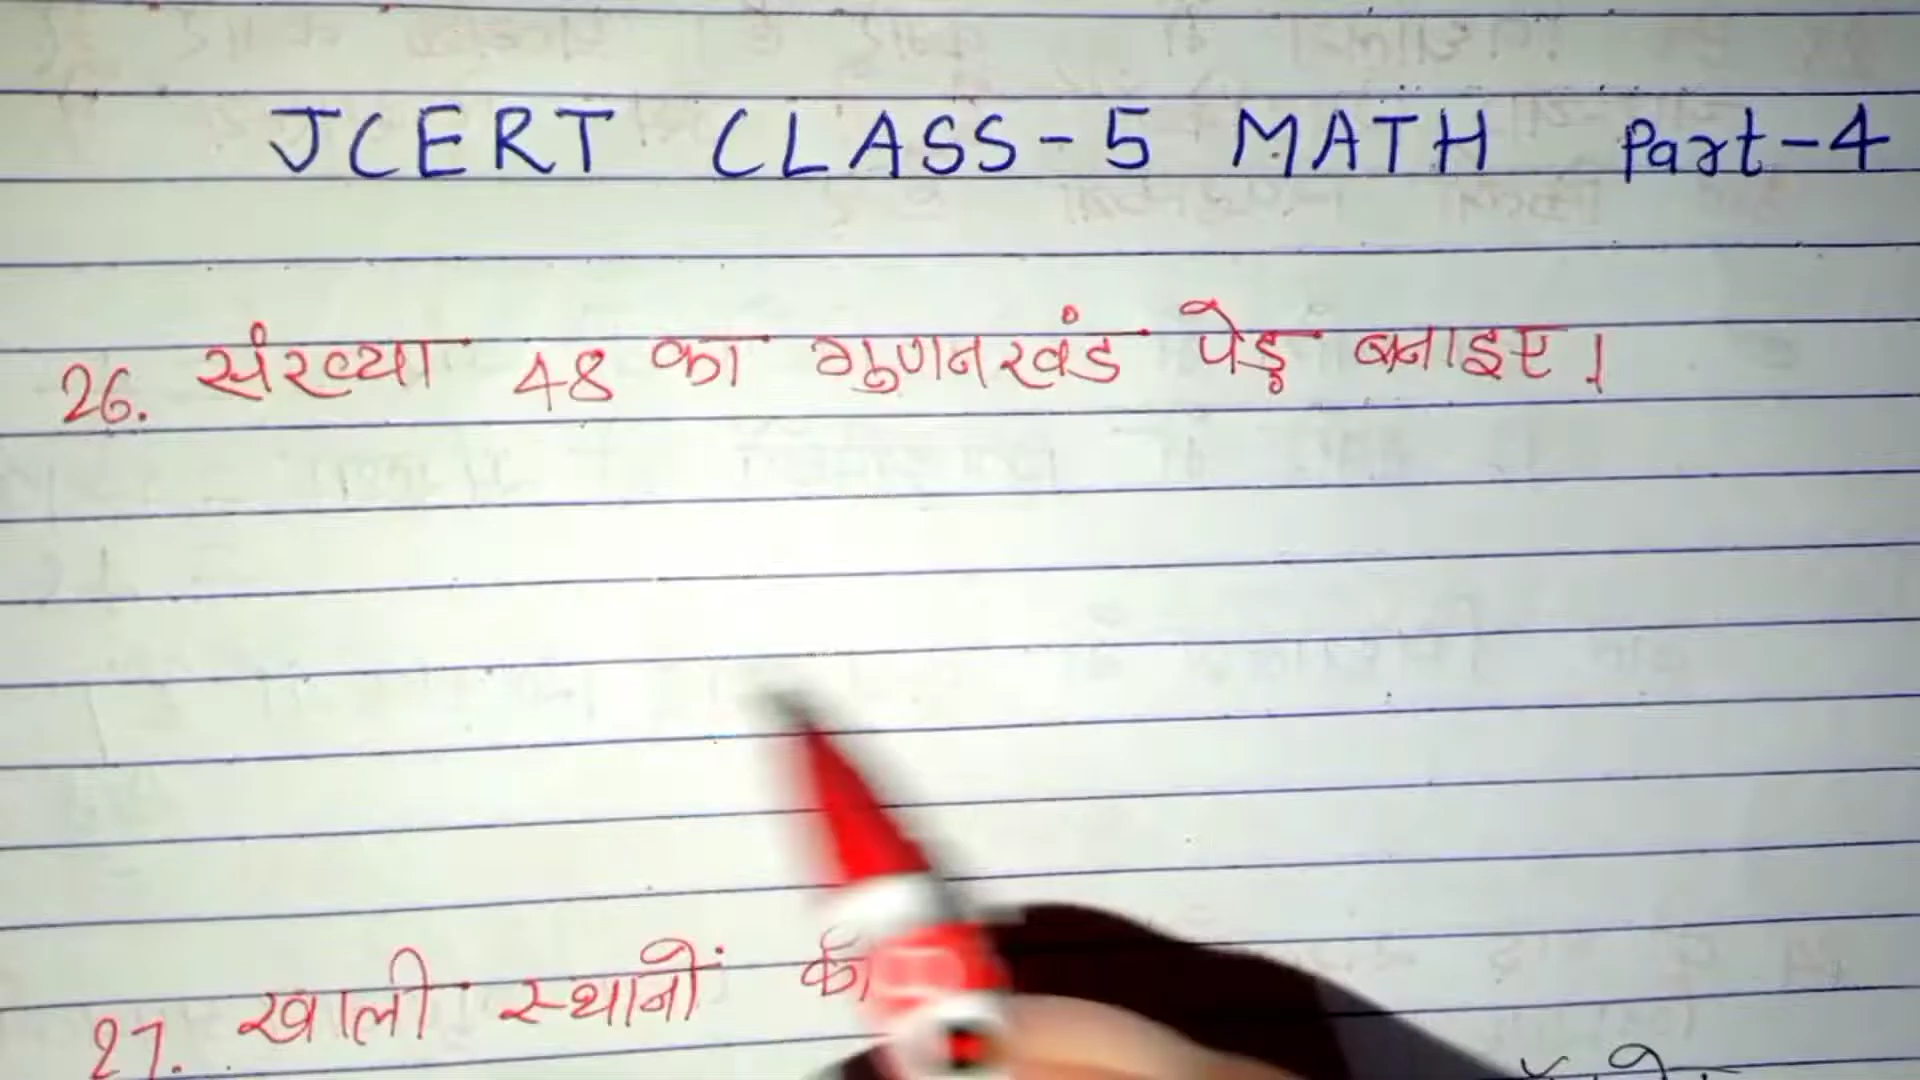 JCERT CLASS-5 MATH Part-4
26. संख्या 48 का गुणनखंड पेड़ बनाइए।
27. खाली स्थानों